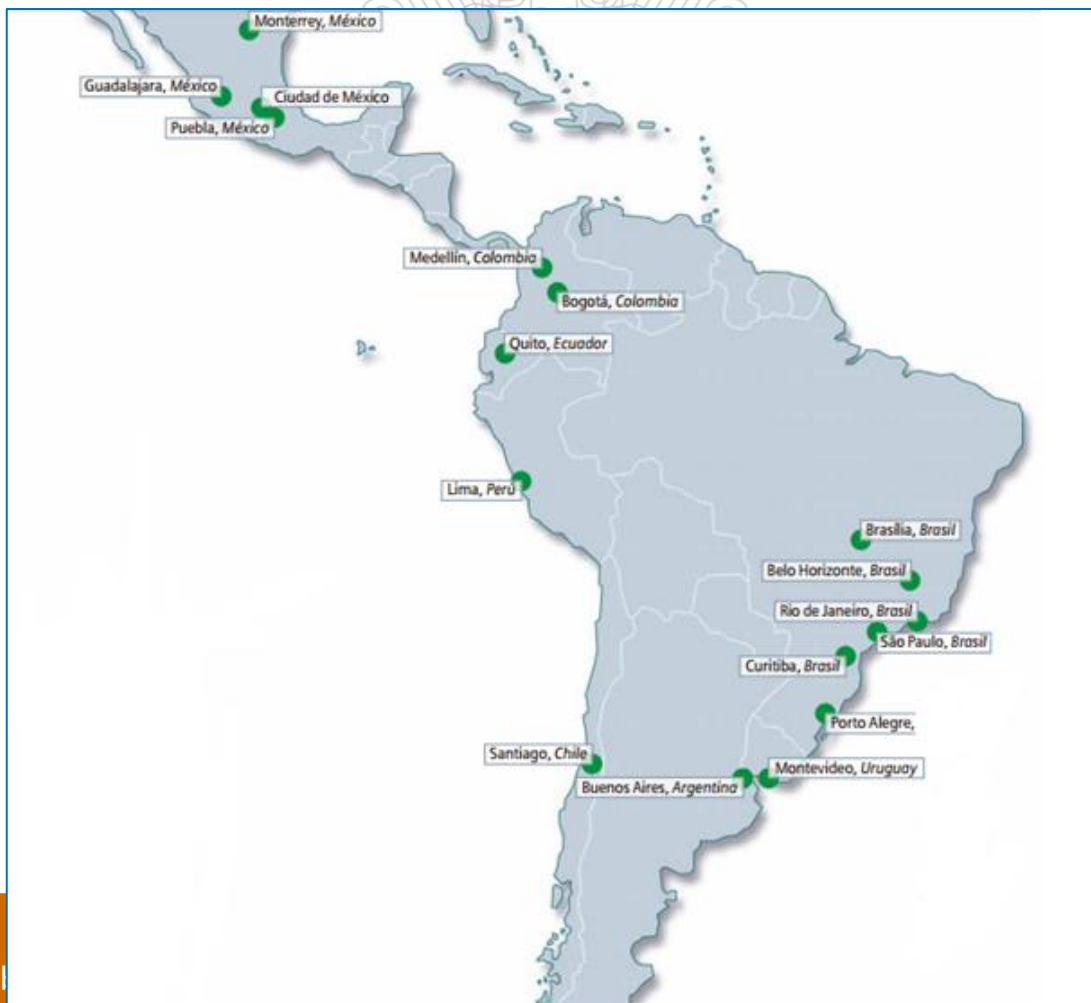 Monterrey, México
Guadalajara, México
Ciudad de México
Puebla, México
Medellín, Colombia
Bogotá, Colombia
Quito, Ecuador
Lima, Perú
Brasília, Brasil
Belo Horizonte, Brasil
Rio de Janeiro, Brasil
São Paulo, Brasil
Curitiba, Brasil
Porto Alegre,
Santiago, Chile
Montevideo, Uruguay
Buenos Aires, Argentina